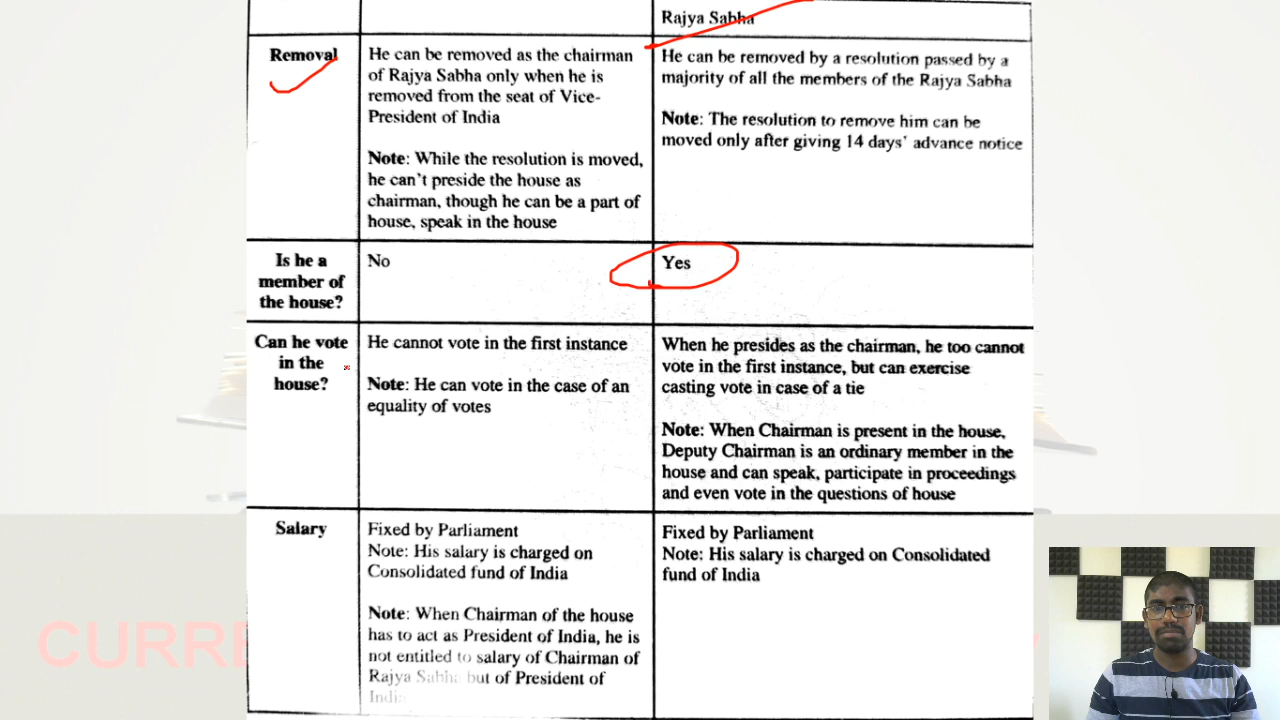 Rajya Sabha
Removal
He can be removed as the chairman
of Rajya Sabha only when he is
removed from the seat of Vice-
President of India
Note: While the resolution is moved,
he can't preside the house as
chairman, though he can be a part of
house, speak in the house
He can be removed by a resolution passed by a
majority of all the members of the Rajya Sabha
Note: The resolution to remove him can be
moved only after giving 14 days' advance notice
Is he a
member of
the house?
No
Yes
Can he vote
in the
house?
He cannot vote in the first instance
Note: He can vote in the case of an
equality of votes
When he presides as the chairman, he too cannot
vote in the first instance, but can exercise
casting vote in case of a tie
Note: When Chairman is present in the house,
Deputy Chairman is an ordinary member in the
house and can speak, participate in proceedings
and even vote in the questions of house
Salary
Fixed by Parliament
Note: His salary is charged on
Consolidated fund of India
Note: When Chairman of the house
has to act as President of India, he is
not entitled to salary of Chairman of
Rajya Sabha but of President of
India
Fixed by Parliament
Note: His salary is charged on Consolidated
fund of India
CURRE